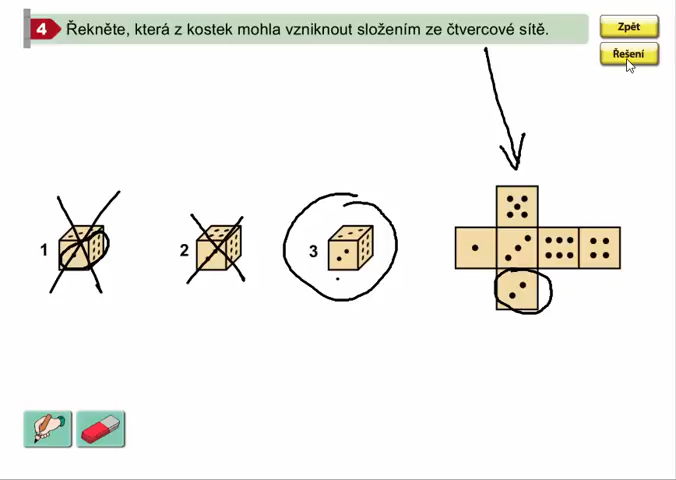 4 Řekněte, která z kostek mohla vzniknout složením ze čtvercové sítě.
Zpět
Řešení
1
2
3